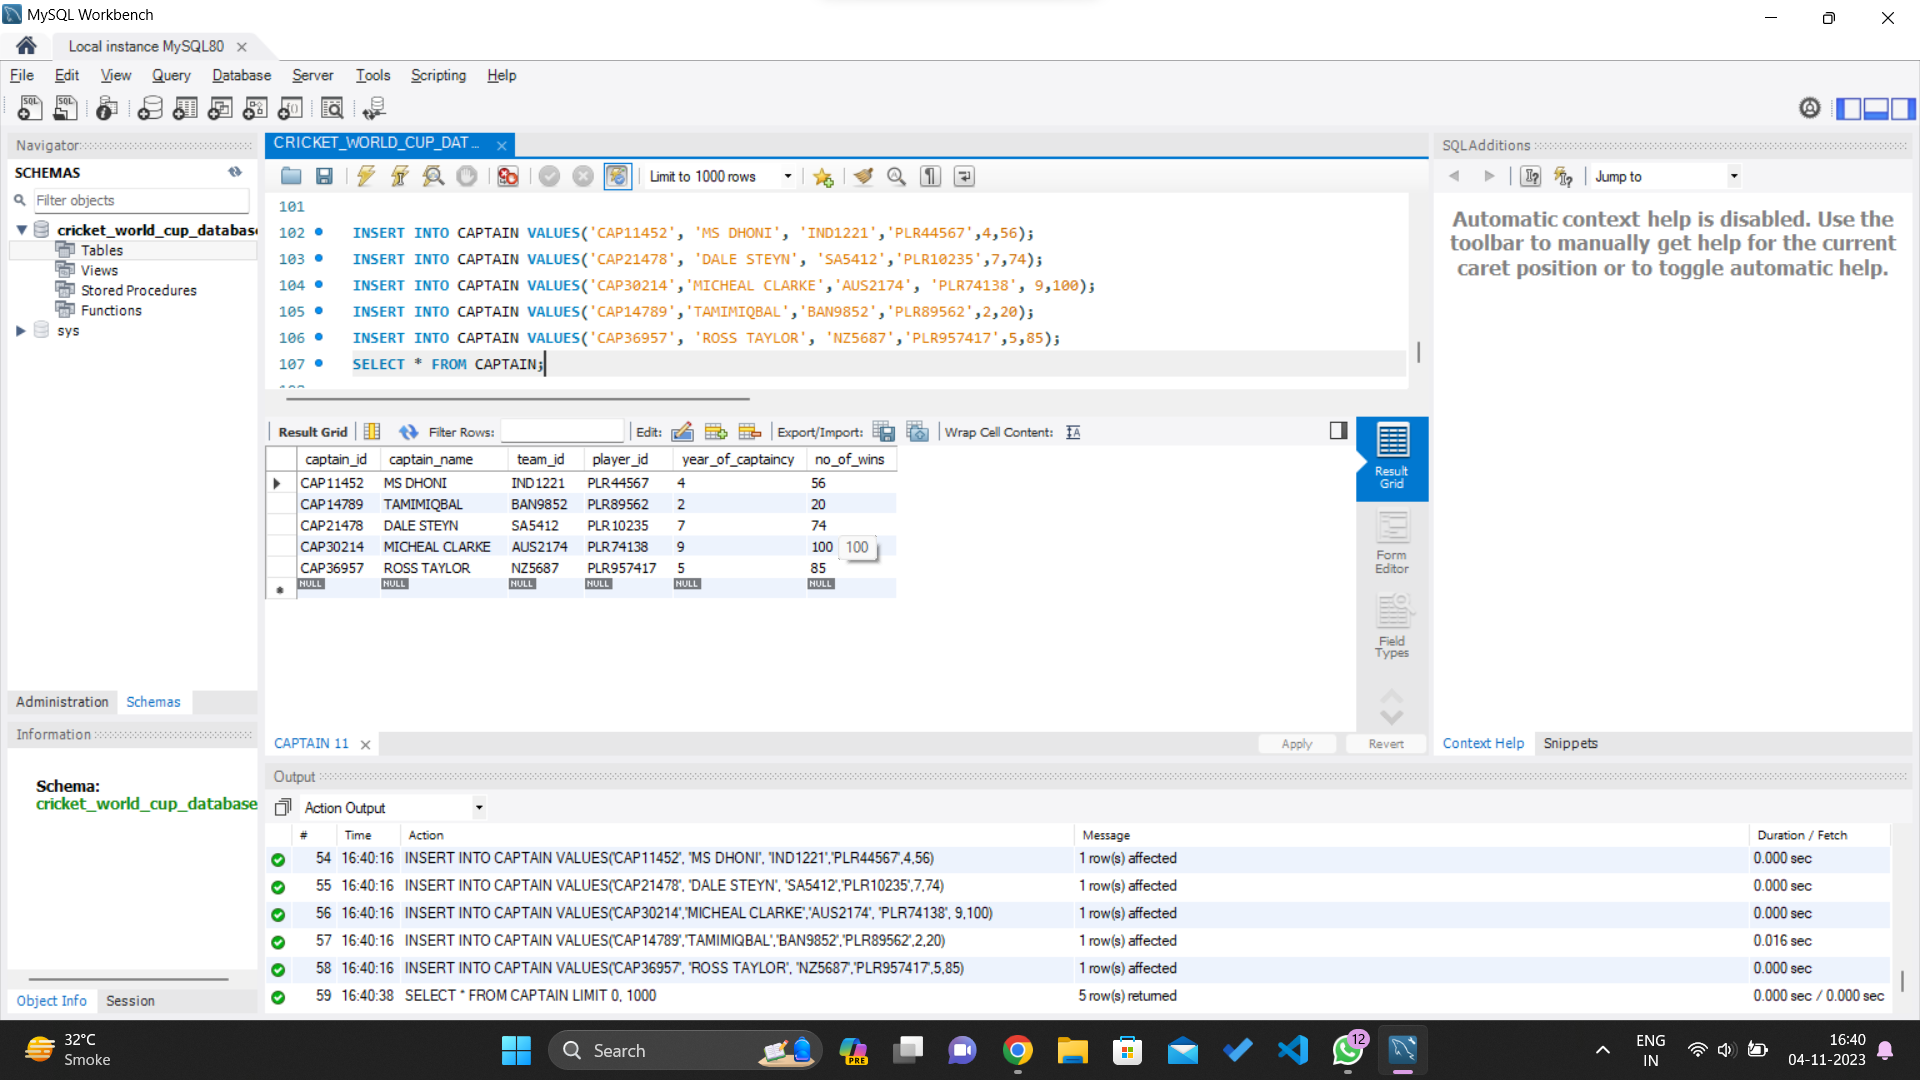 MySQL Workbench
Local instance MySQL80
File Edit View Query Database Server Tools Scripting Help
Navigator
SCHEMAS
Filter objects
cricket_world_cup_databas
Tables
Views
Stored Procedures
Functions
sys
Administration Schemas
Information
Schema:
cricket_world_cup_database
Object Info Session
CRICKET_WORLD_CUP_DAT...
Limit to 1000 rows
101
102 INSERT INTO CAPTAIN VALUES('CAP11452', 'MS DHONI', 'IND1221','PLR44567',4,56);
103 INSERT INTO CAPTAIN VALUES('CAP21478', 'DALE STEYN', 'SA5412','PLR10235',7,74);
104 INSERT INTO CAPTAIN VALUES('CAP30214','MICHEAL CLARKE','AUS2174', 'PLR74138', 9,100);
105 INSERT INTO CAPTAIN VALUES('CAP14789','TAMIMIQBAL','BAN9852','PLR89562',2,20);
106 INSERT INTO CAPTAIN VALUES('CAP36957', 'ROSS TAYLOR', 'NZ5687','PLR957417',5,85);
107 SELECT * FROM CAPTAIN;
Result Grid Filter Rows: Edit: Export/Import: Wrap Cell Content:
captain_id captain_name team_id player_id year_of_captaincy no_of_wins
CAP11452 MS DHONI IND1221 PLR44567 4 56
CAP14789 TAMIMIQBAL BAN9852 PLR89562 2 20
CAP21478 DALE STEYN SA5412 PLR10235 7 74
CAP30214 MICHEAL CLARKE AUS2174 PLR74138 9 100 100
CAP36957 ROSS TAYLOR NZ5687 PLR957417 5 85
NULL NULL NULL NULL NULL NULL
Result
Grid
Form
Editor
Field
Types
CAPTAIN 11
Apply Revert
SQLAdditions
Jump to
Automatic context help is disabled. Use the
toolbar to manually get help for the current
caret position or to toggle automatic help.
Context Help Snippets
Output
Action Output
# Time Action Message Duration / Fetch
54 16:40:16 INSERT INTO CAPTAIN VALUES('CAP11452', 'MS DHONI', 'IND1221','PLR44567',4,56) 1 row(s) affected 0.000 sec
55 16:40:16 INSERT INTO CAPTAIN VALUES('CAP21478', 'DALE STEYN', 'SA5412','PLR10235',7,74) 1 row(s) affected 0.000 sec
56 16:40:16 INSERT INTO CAPTAIN VALUES('CAP30214','MICHEAL CLARKE','AUS2174', 'PLR74138', 9,100) 1 row(s) affected 0.000 sec
57 16:40:16 INSERT INTO CAPTAIN VALUES('CAP14789','TAMIMIQBAL','BAN9852','PLR89562',2,20) 1 row(s) affected 0.016 sec
58 16:40:16 INSERT INTO CAPTAIN VALUES('CAP36957', 'ROSS TAYLOR', 'NZ5687','PLR957417',5,85) 1 row(s) affected 0.000 sec
59 16:40:38 SELECT * FROM CAPTAIN LIMIT 0, 1000 5 row(s) returned 0.000 sec / 0.000 sec
32°C
Smoke
Search
PRE
12
ENG
IN
16:40
04-11-2023